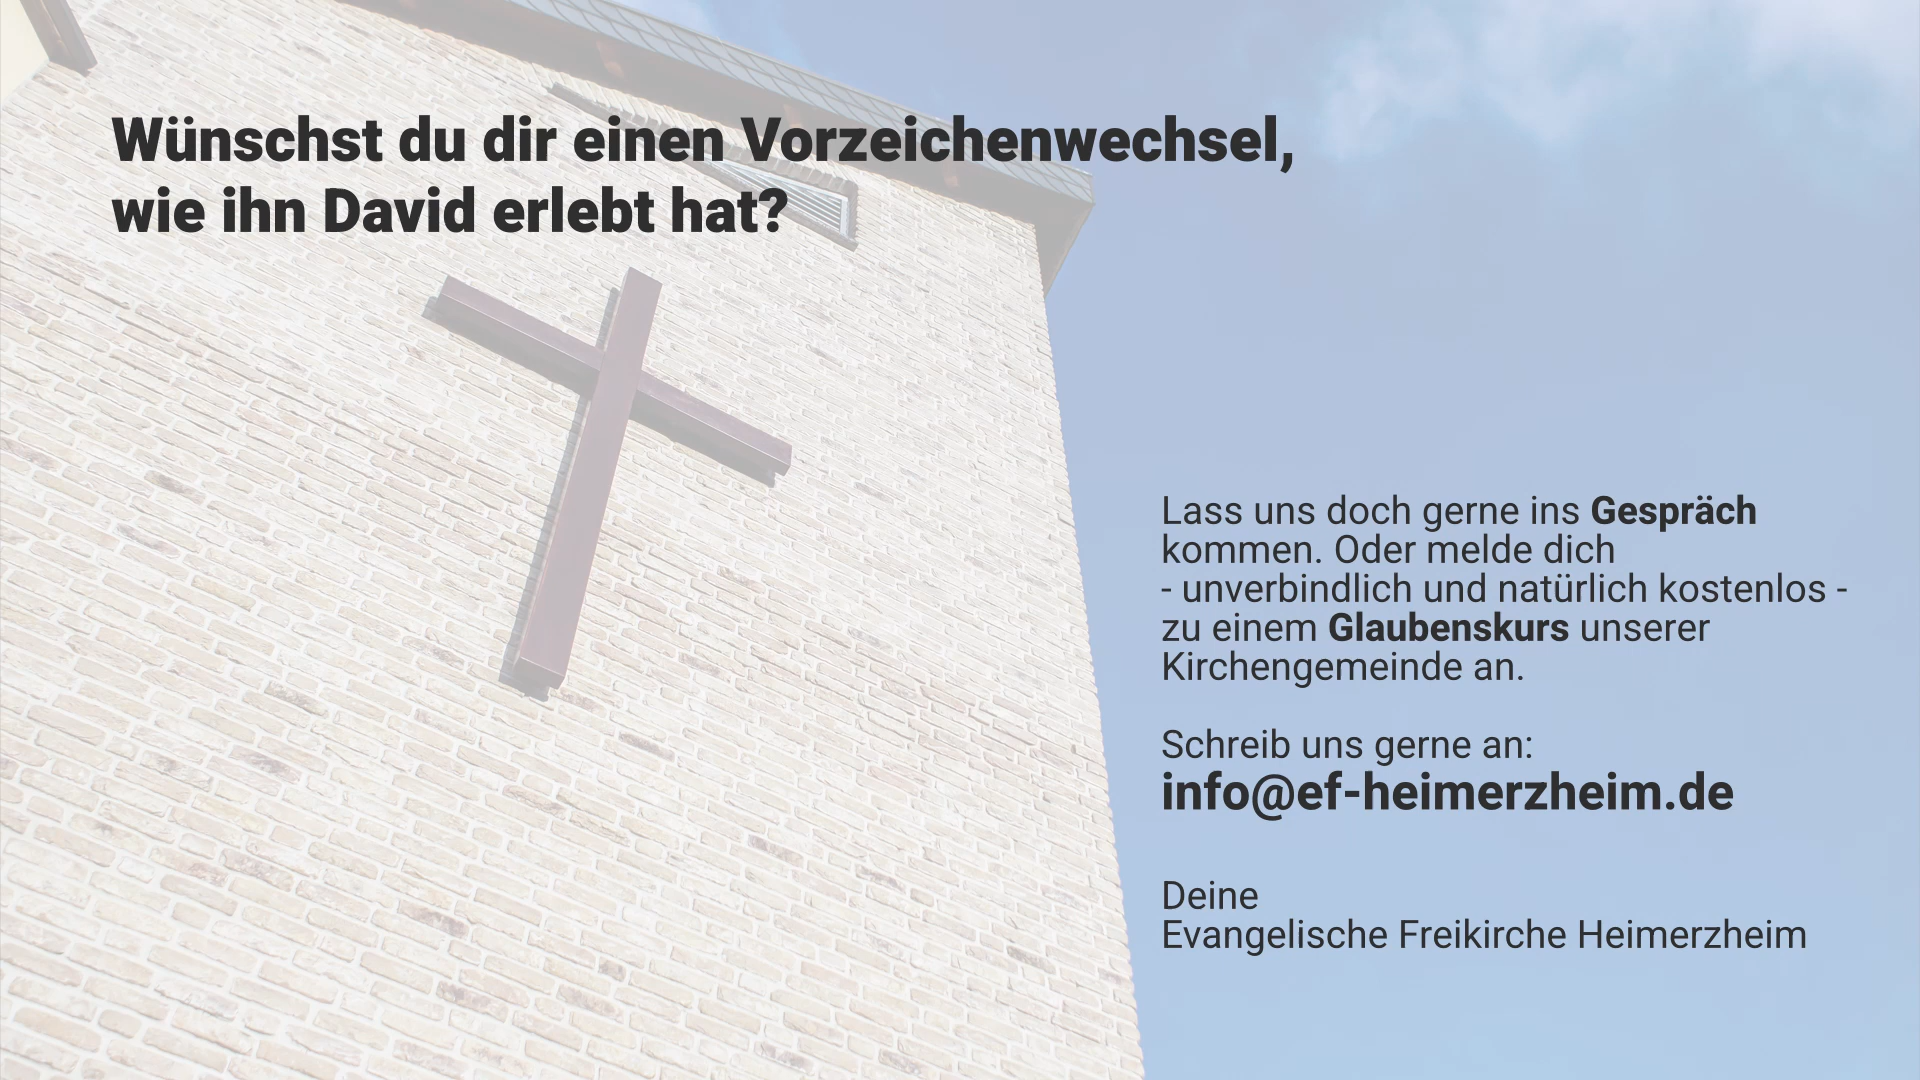 Wünschst du dir einen Vorzeichenwechsel,
wie ihn David erlebt hat?
Lass uns doch gerne ins Gespräch
kommen. Oder melde dich
- unverbindlich und natürlich kostenlos -
zu einem Glaubenskurs unserer
Kirchengemeinde an.
Schreib uns gerne an:
info@ef-heimerzheim.de
Deine
Evangelische Freikirche Heimerzheim